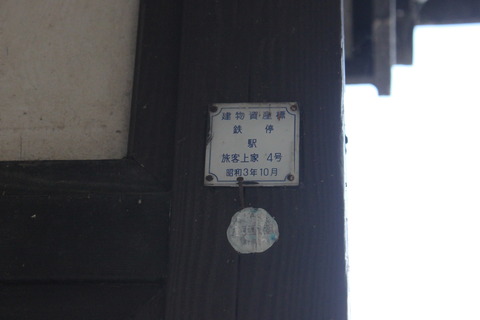 建物資産標
鉄 停
駅
旅客上家 4号
昭和3年10月